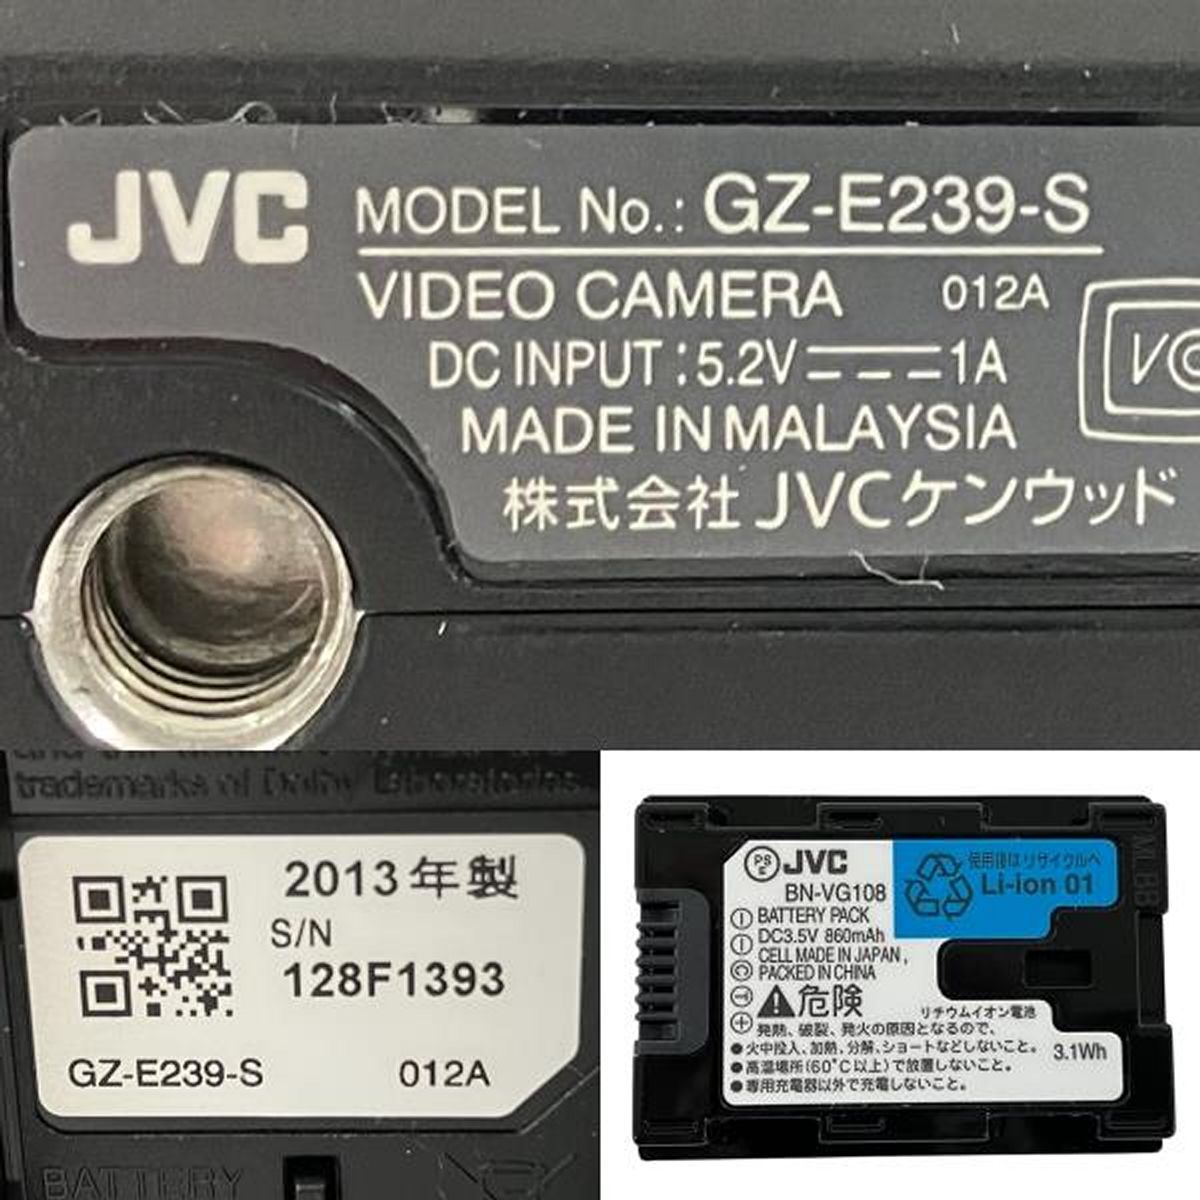 JVC MODEL No.: GZ-E239-S
VIDEO CAMERA 012A
DC INPUT : 5.2V 1A
MADE IN MALAYSIA
株式会社 JVCケンウッド
trademarks of Dolby Laboratories.
2013年製
S/N
128F1393
GZ-E239-S 012A
BATTERY
PS E JVC
BN-VG108
BATTERY PACK
DC3.5V 860mAh
CELL MADE IN JAPAN ,
PACKED IN CHINA
使用後はリサイクルへ
Li-ion 01
危険
リチウムイオン電池
発熱、破裂、発火の原因となるので、
●火中投入、加熱、分解、ショートなどしないこと。
●高温場所(60°C以上)で放置しないこと。
●専用充電器以外で充電しないこと。
3.1Wh